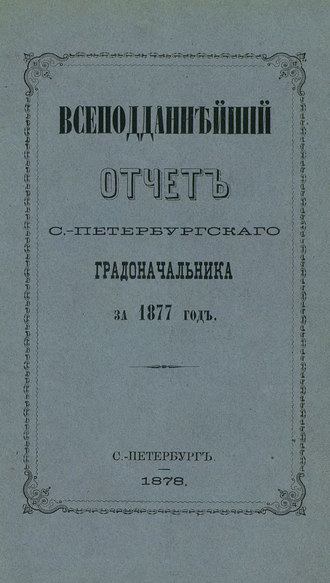 ВСЕПОДДАННѢЙШІЙ
ОТЧЕТЪ
С.-ПЕТЕРБУРГСКАГО
ГРАДОНАЧАЛЬНИКА
ЗА 1877 ГОДЪ.
С.-ПЕТЕРБУРГЪ.
1878.